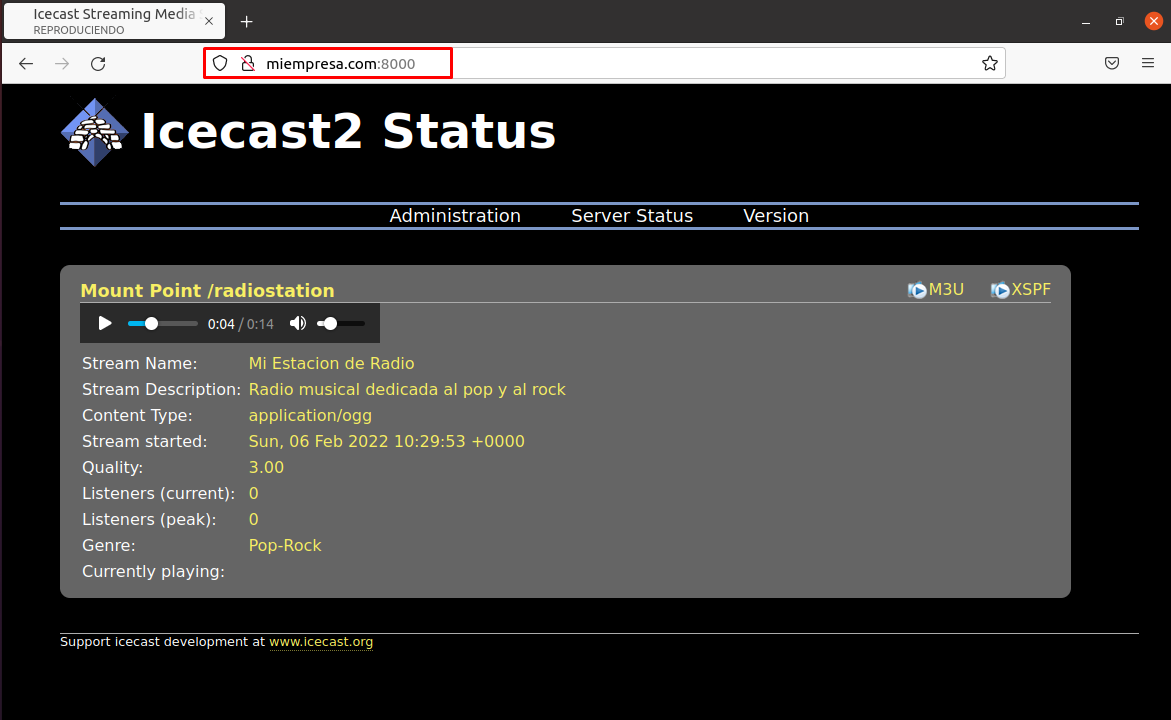 Icecast Streaming Media
REPRODUCIENDO
miempresa.com:8000
Icecast2 Status
Administration Server Status Version
Mount Point /radiostation M3U XSPF
0:04 / 0:14
Stream Name: Mi Estacion de Radio
Stream Description: Radio musical dedicada al pop y al rock
Content Type: application/ogg
Stream started: Sun, 06 Feb 2022 10:29:53 +0000
Quality: 3.00
Listeners (current): 0
Listeners (peak): 0
Genre: Pop-Rock
Currently playing:
Support icecast development at www.icecast.org